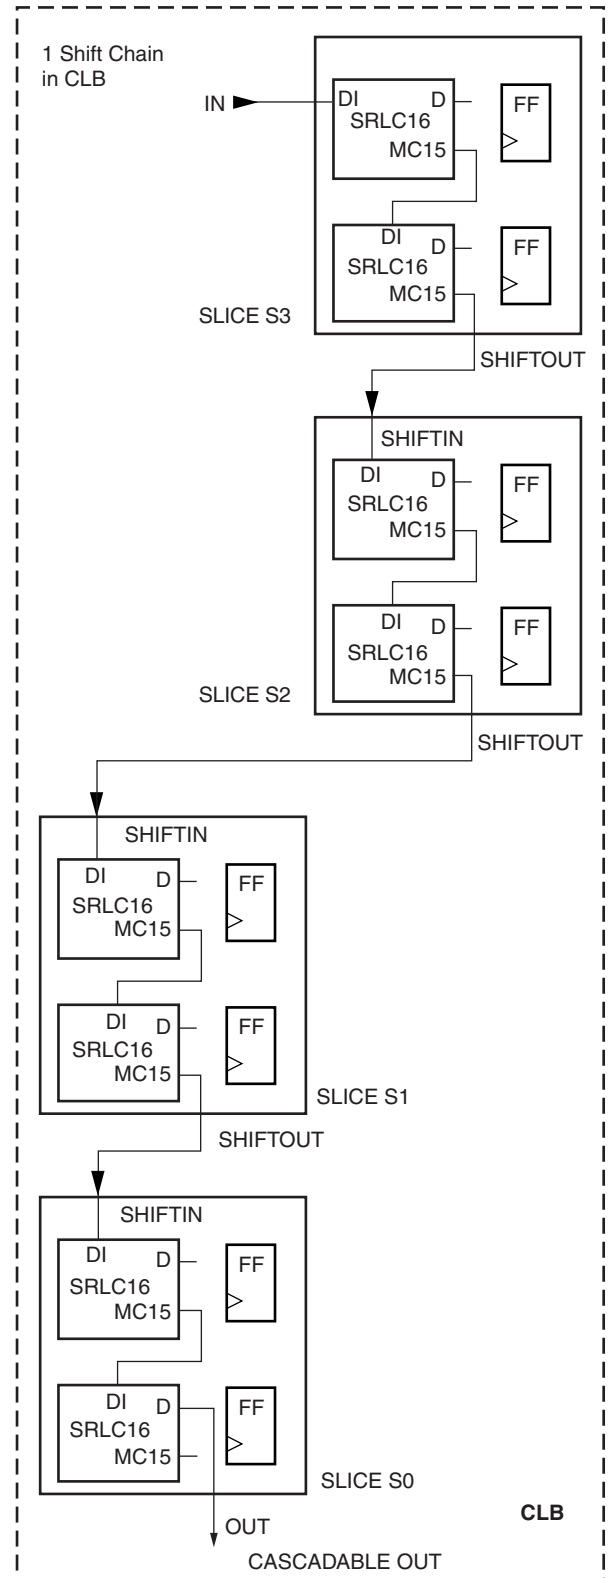 1 Shift Chain
in CLB
IN
DI
D
SRLC16
MC15
FF
DI
D
SRLC16
MC15
FF
SLICE S3
SHIFTOUT
SHIFTIN
DI
D
SRLC16
MC15
FF
DI
D
SRLC16
MC15
FF
SLICE S2
SHIFTOUT
SHIFTIN
DI
D
SRLC16
MC15
FF
DI
D
SRLC16
MC15
FF
SLICE S1
SHIFTOUT
SHIFTIN
DI
D
SRLC16
MC15
FF
DI
D
SRLC16
MC15
FF
SLICE S0
CLB
OUT
CASCADABLE OUT